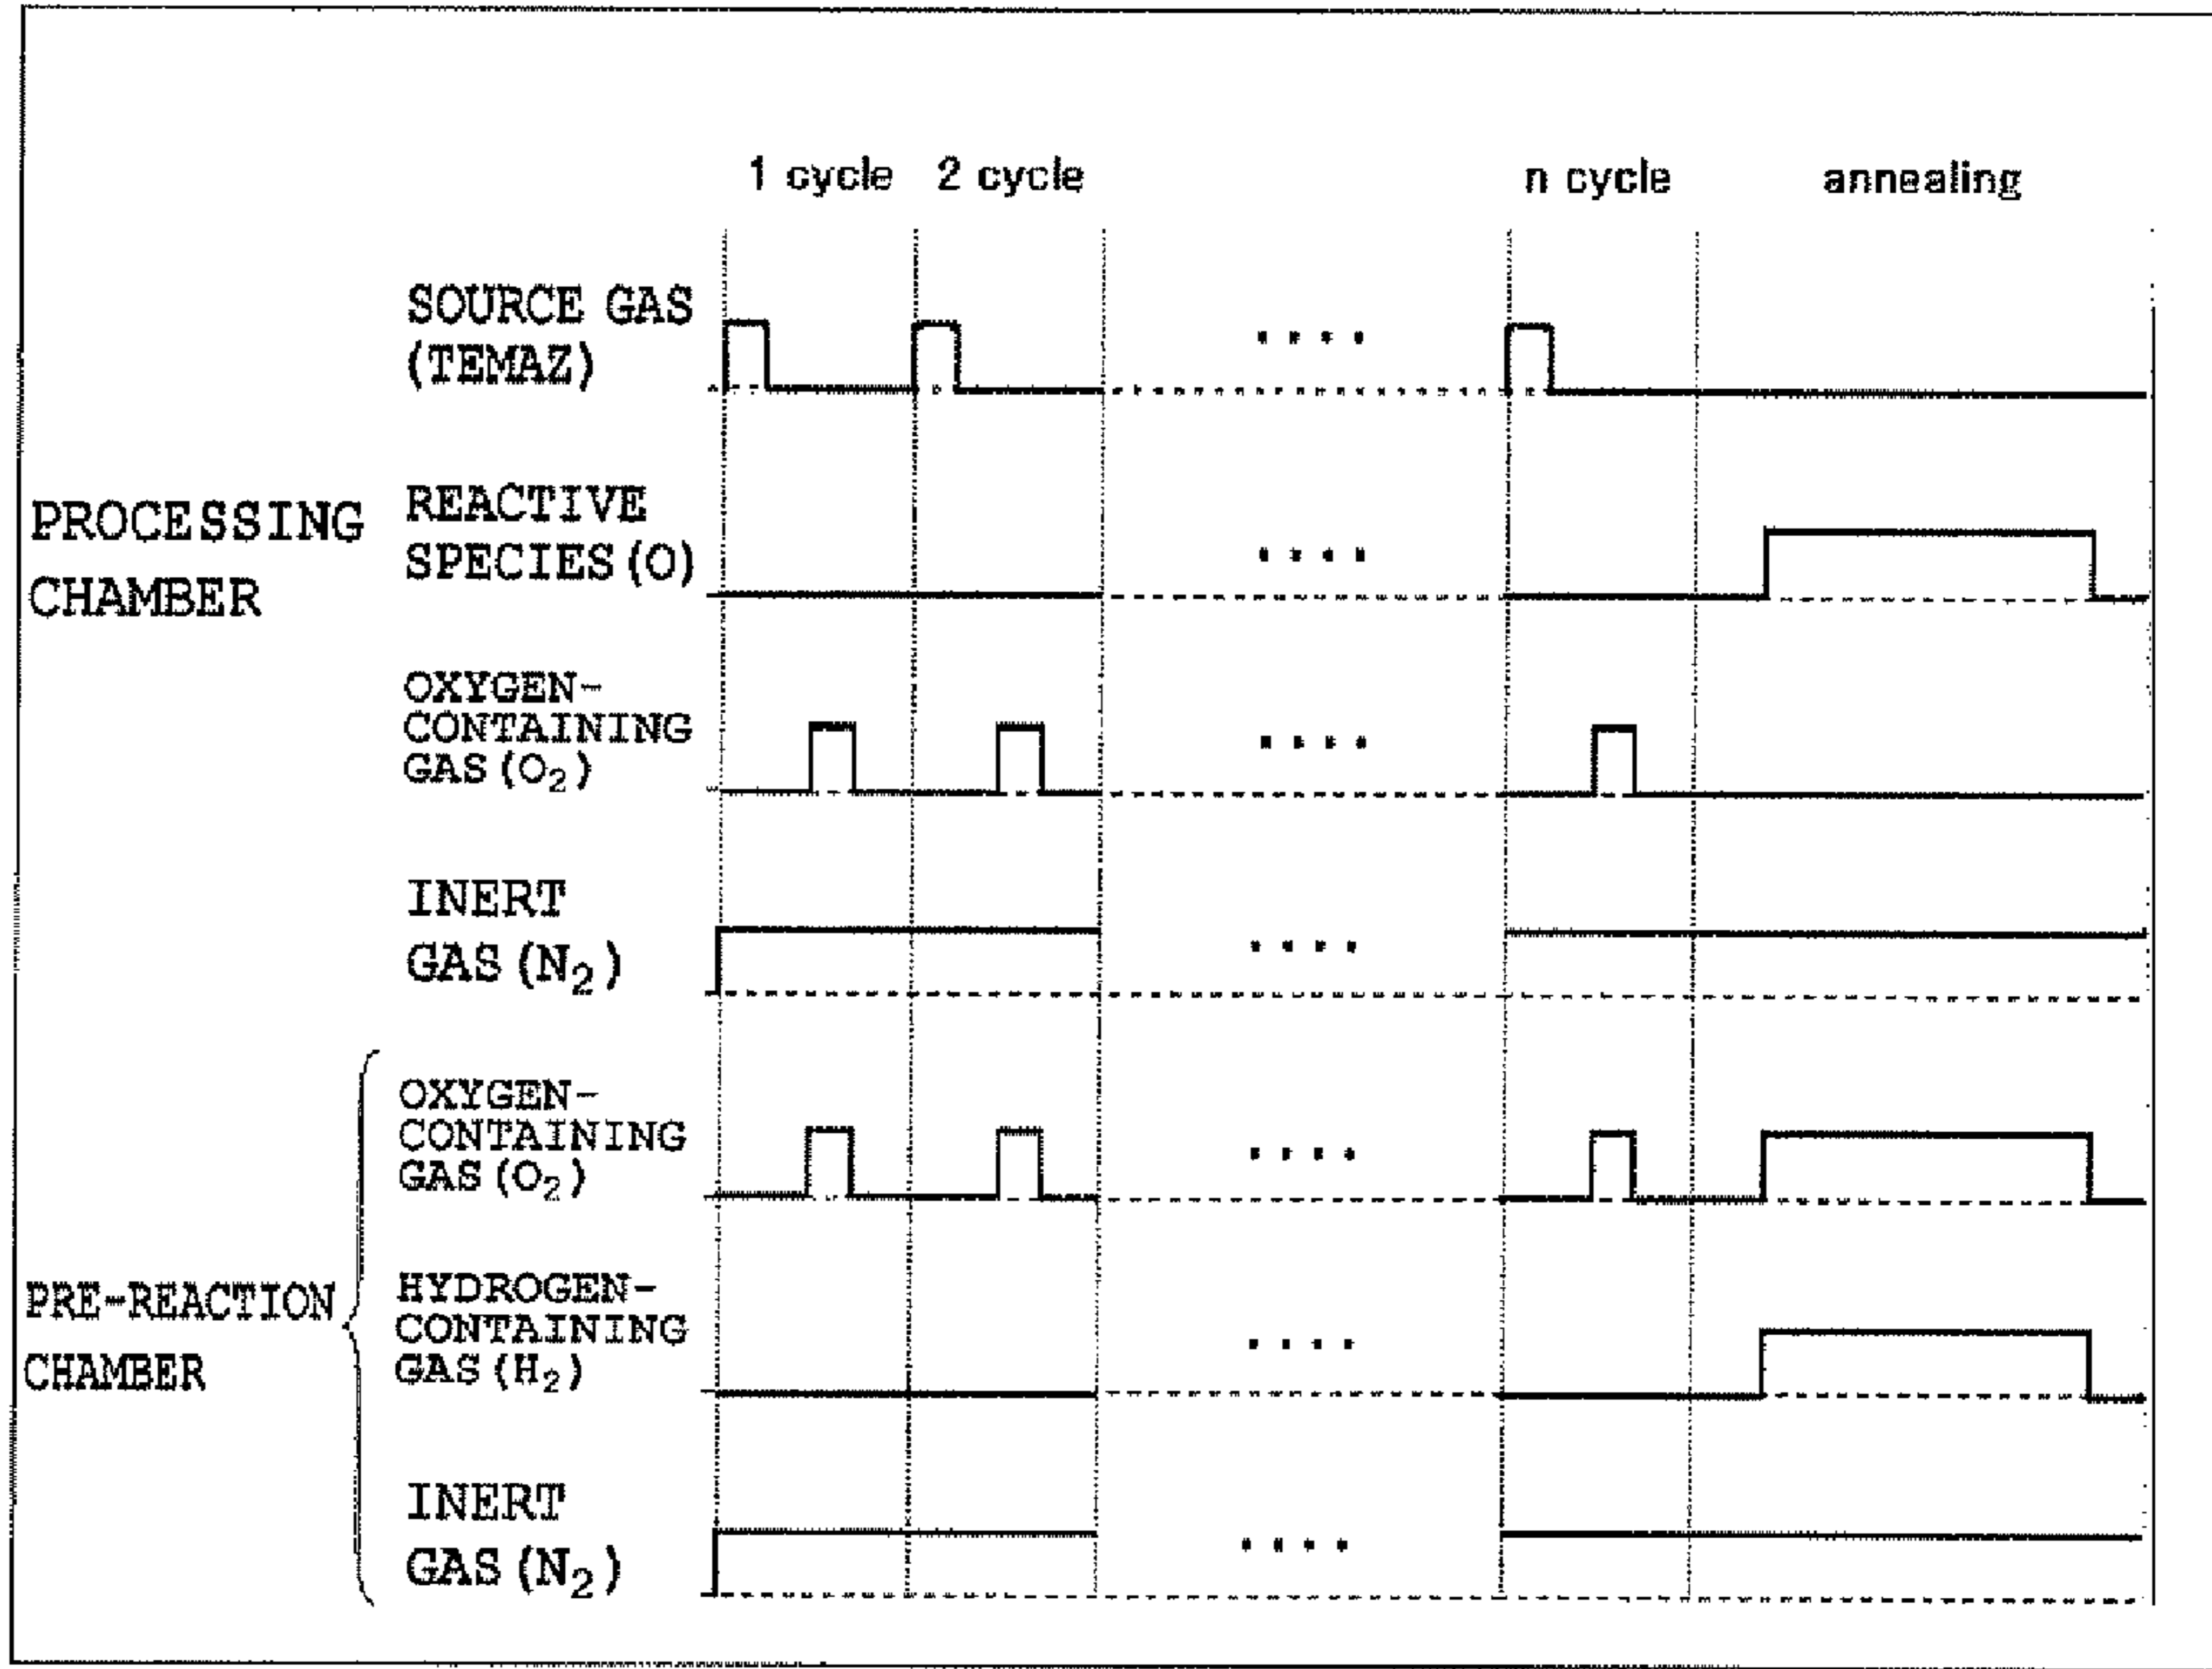 1 cycle 2 cycle n cycle annealing
SOURCE GAS
(TEMAZ)
PROCESSING
CHAMBER
REACTIVE
SPECIES (O)
OXYGEN-
CONTAINING
GAS (O₂)
INERT
GAS (N₂)
PRE-REACTION
CHAMBER
OXYGEN-
CONTAINING
GAS (O₂)
HYDROGEN-
CONTAINING
GAS (H₂)
INERT
GAS (N₂)